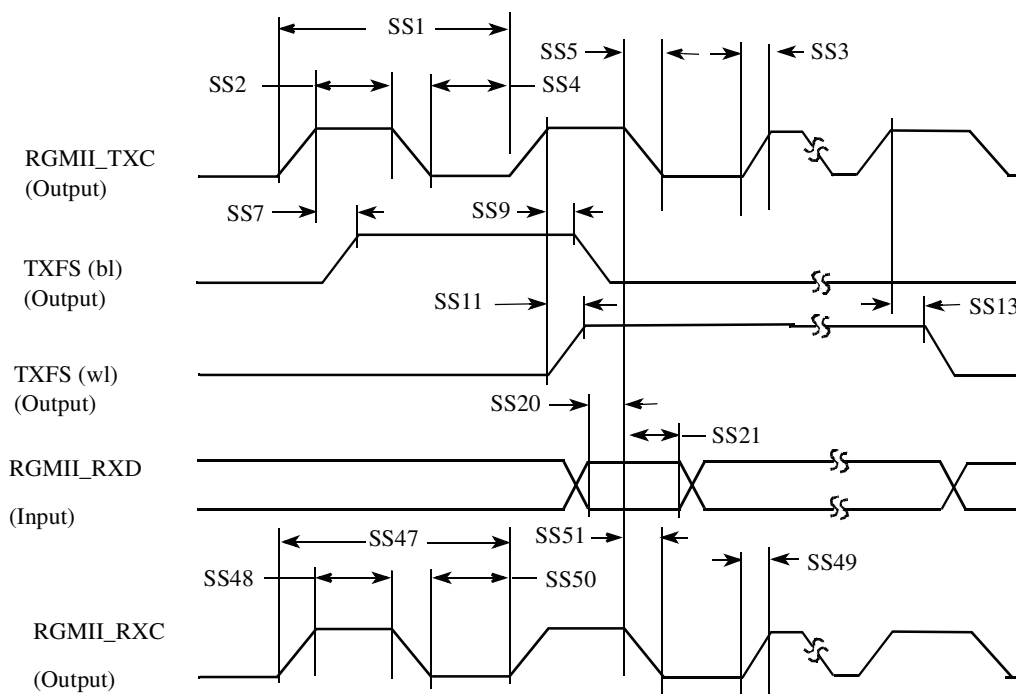 SS1
SS5
SS3
SS2
SS4
RGMII_TXC
(Output)
SS7
SS9
TXFS (bl)
(Output)
SS11
SS13
TXFS (wl)
(Output)
SS20
SS21
RGMII_RXD
(Input)
SS47
SS51
SS49
SS48
SS50
RGMII_RXC
(Output)